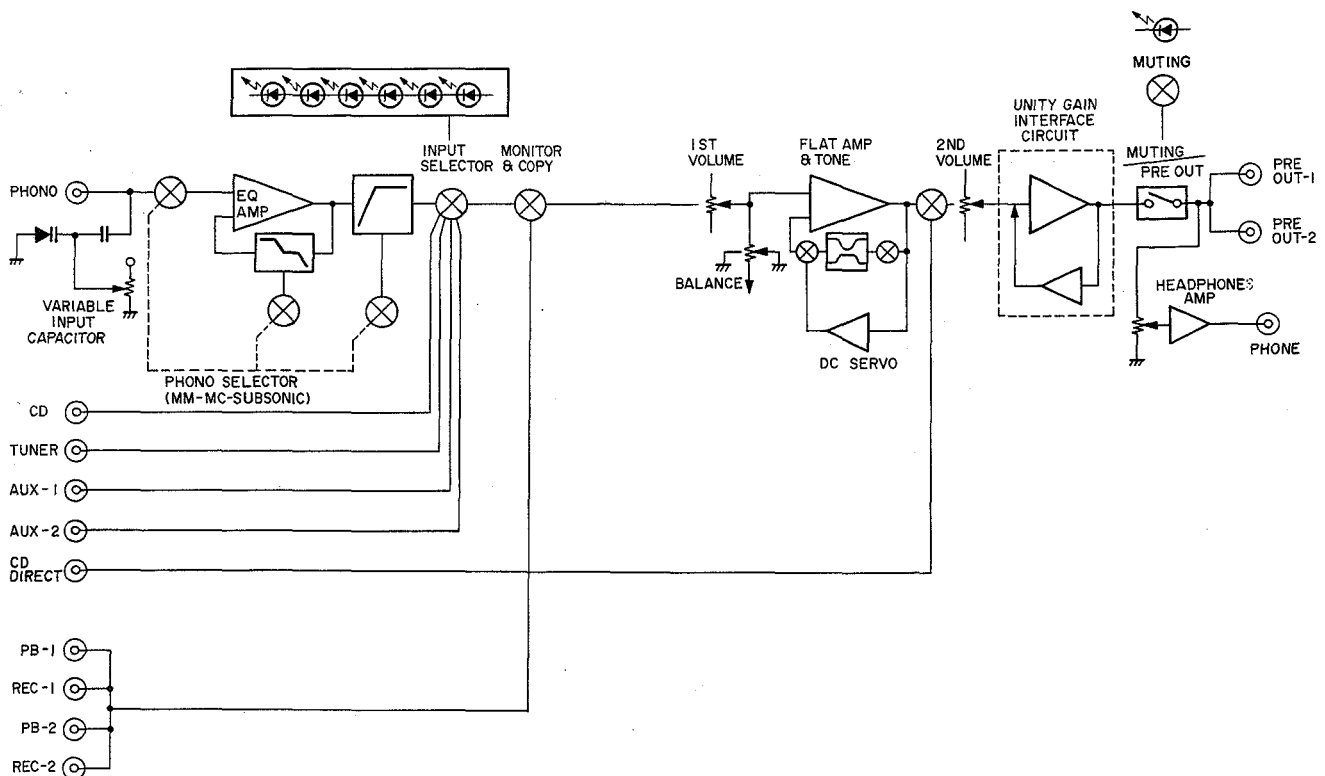 MUTING
UNITY GAIN
INTERFACE
CIRCUIT
INPUT
SELECTOR
MONITOR
& COPY
1ST
VOLUME
FLAT AMP
& TONE
2ND
VOLUME
MUTING
PRE OUT
PRE
OUT-1
PRE
OUT-2
PHONO
EQ
AMP
BALANCE
VARIABLE
INPUT
CAPACITOR
HEADPHONES
AMP
PHONE
DC SERVO
PHONO SELECTOR
(MM-MC-SUBSONIC)
CD
TUNER
AUX-1
AUX-2
CD
DIRECT
PB-1
REC-1
PB-2
REC-2